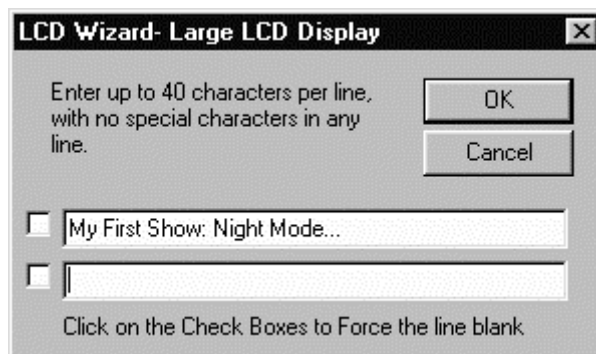 LCD Wizard- Large LCD Display
Enter up to 40 characters per line,
with no special characters in any
line.
OK
Cancel
My First Show: Night Mode...
Click on the Check Boxes to Force the line blank